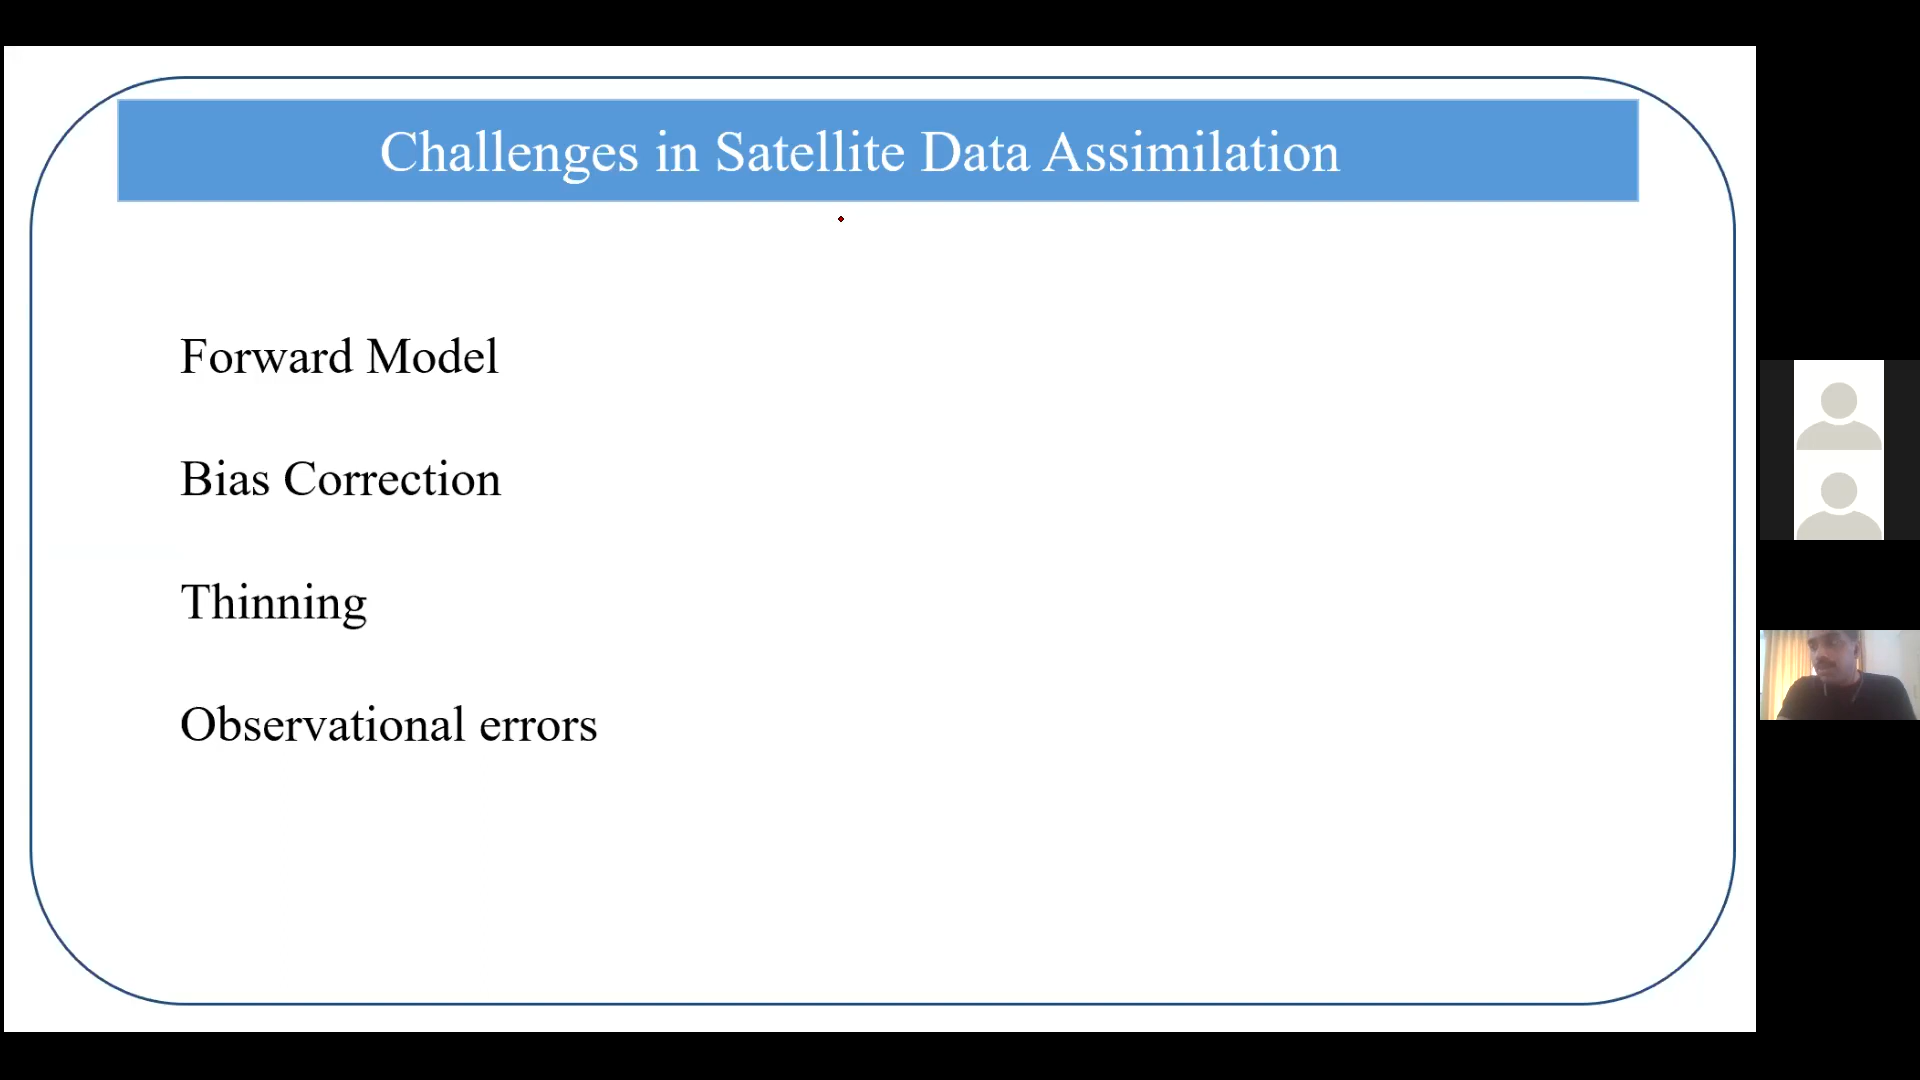 Challenges in Satellite Data Assimilation
Forward Model
Bias Correction
Thinning
Observational errors